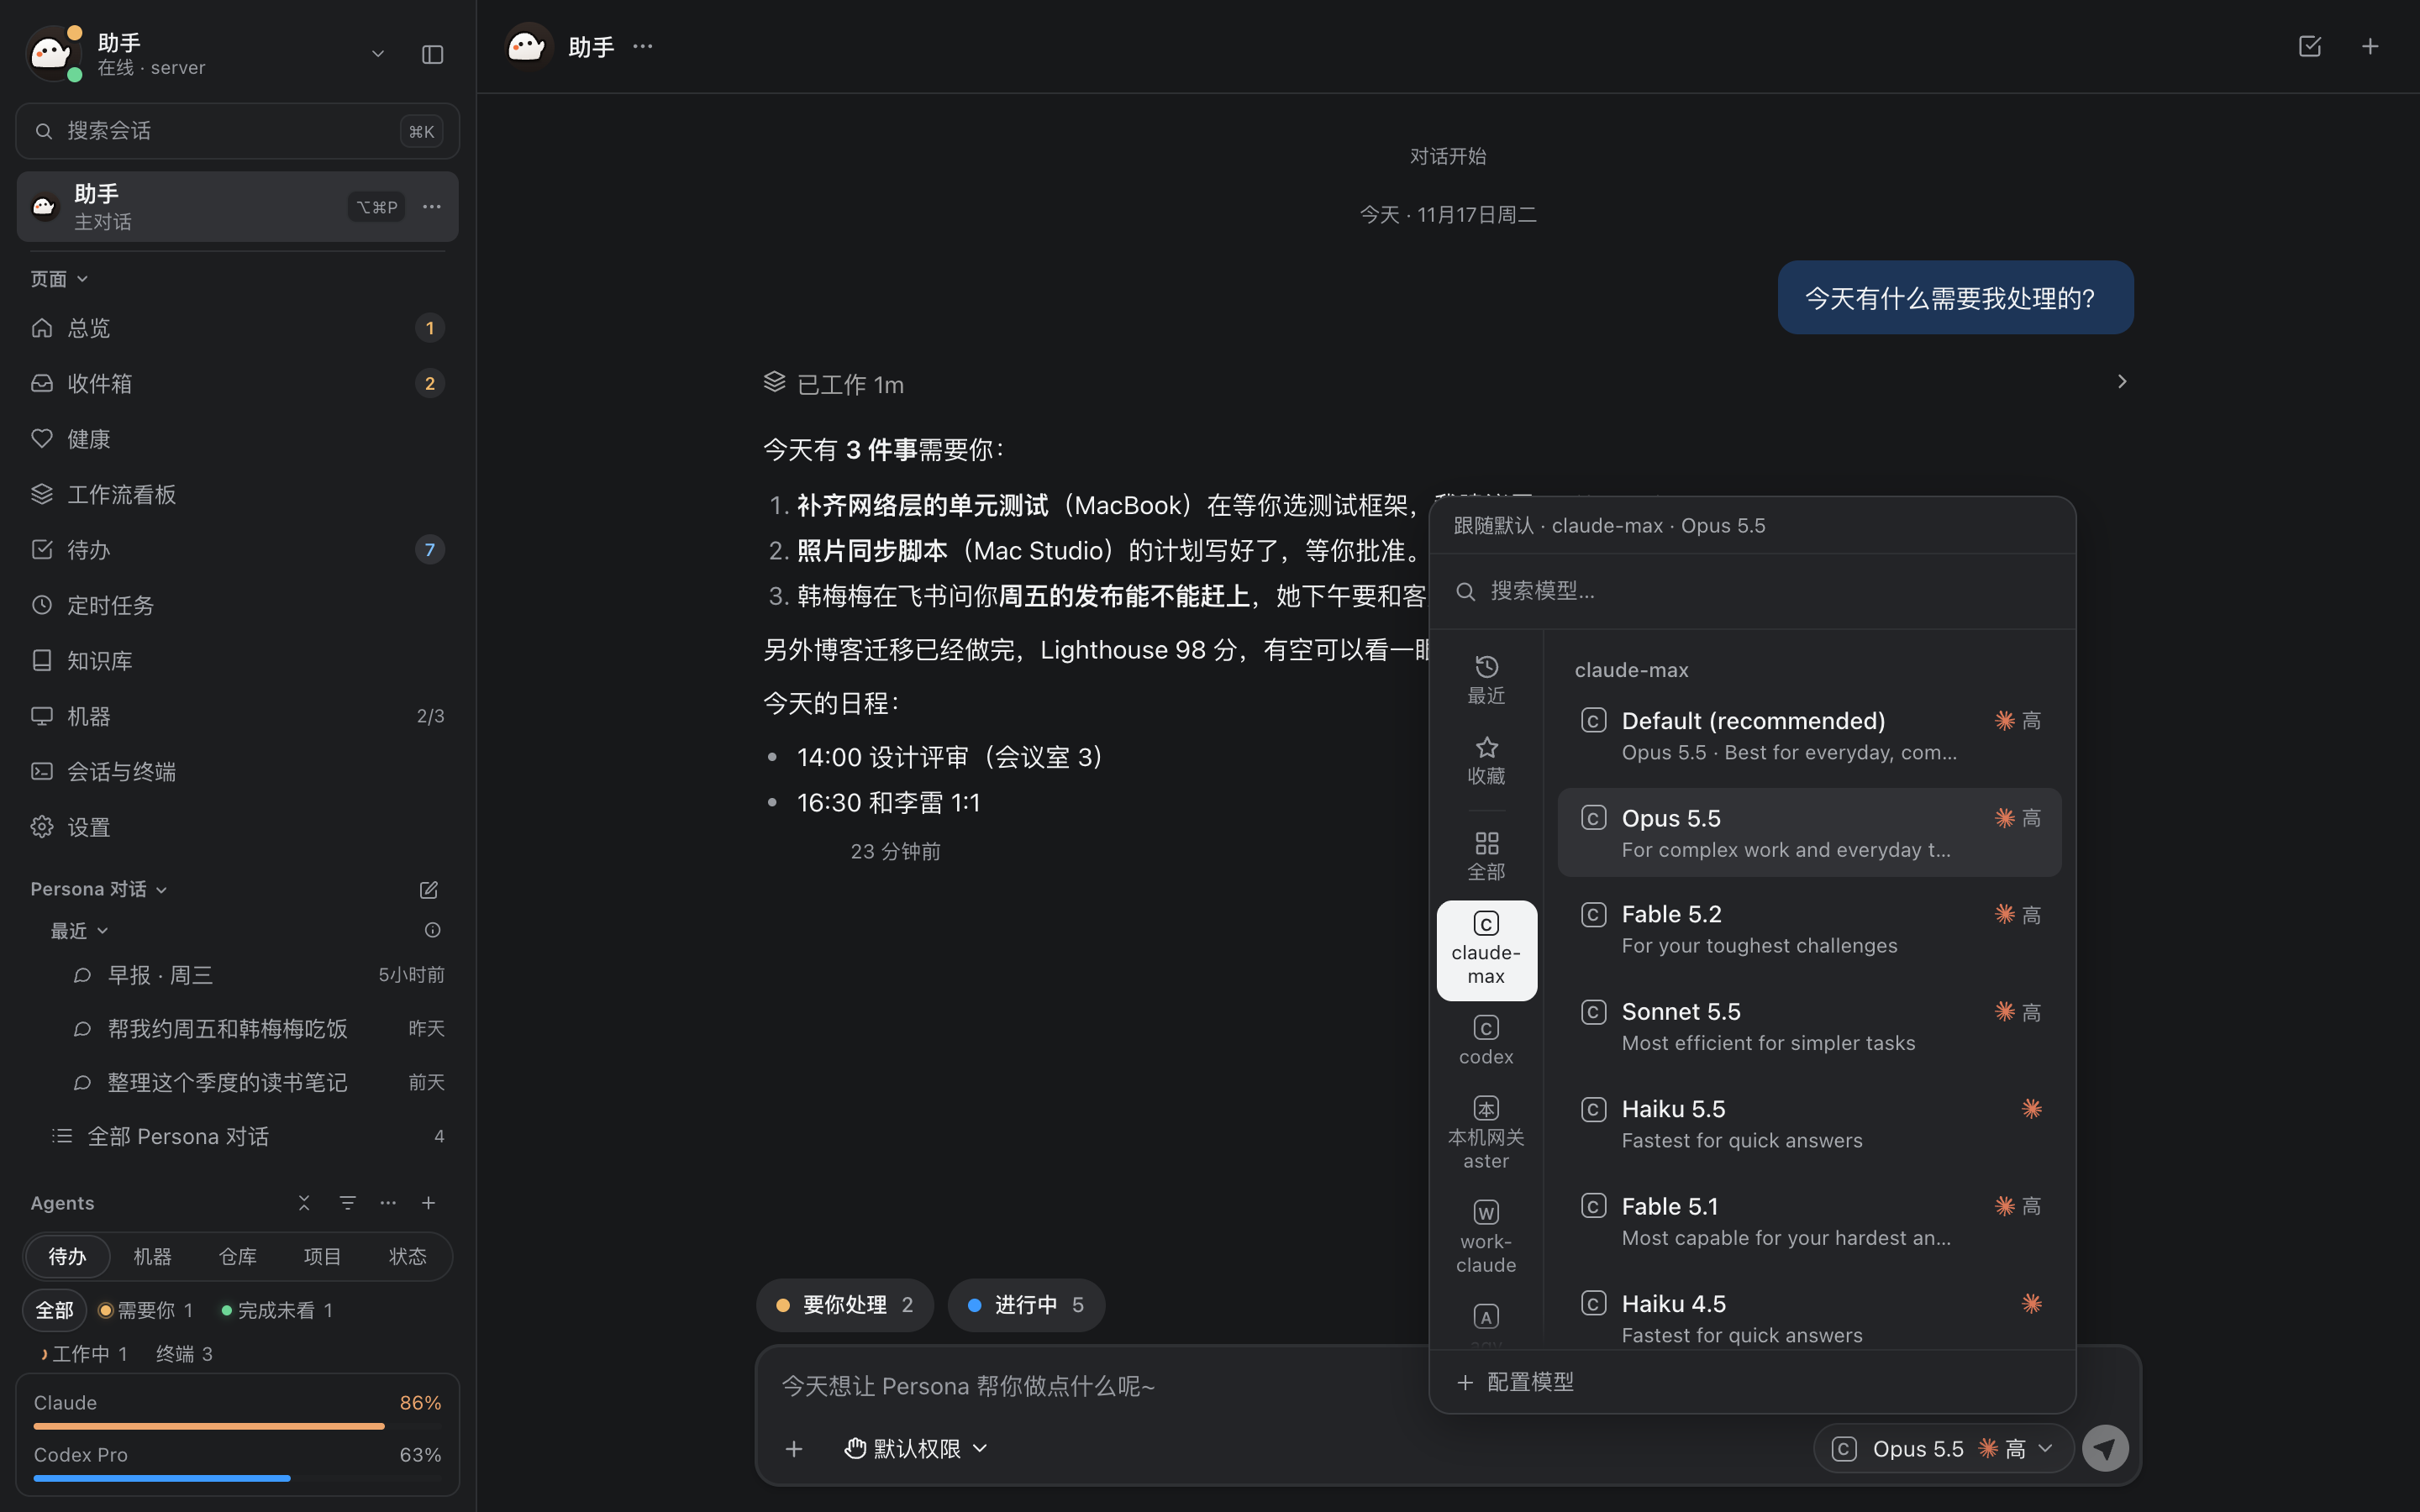 助手
在线 · server
搜索会话
⌘K
助手
主对话
⌥⌘P
页面
总览
1
收件箱
2
健康
工作流看板
待办
7
定时任务
知识库
机器
2/3
会话与终端
设置
Persona 对话
最近
早报 · 周三
5小时前
帮我约周五和韩梅梅吃饭
昨天
整理这个季度的读书笔记
前天
全部 Persona 对话
4
Agents
待办
机器
仓库
项目
状态
全部
需要你 1
完成未看 1
工作中 1
终端 3
Claude
86%
Codex Pro
63%
助手
对话开始
今天 · 11月17日周二
今天有什么需要我处理的?
已工作 1m
今天有 3 件事需要你：
1. 补齐网络层的单元测试（MacBook）在等你选测试框架，
2. 照片同步脚本（Mac Studio）的计划写好了，等你批准。
3. 韩梅梅在飞书问你周五的发布能不能赶上，她下午要和客
另外博客迁移已经做完，Lighthouse 98 分，有空可以看一眼
今天的日程：
• 14:00 设计评审（会议室 3）
• 16:30 和李雷 1:1
23 分钟前
要你处理 2
进行中 5
今天想让 Persona 帮你做点什么呢~
默认权限
C Opus 5.5 高
跟随默认 · claude-max · Opus 5.5
搜索模型...
最近
收藏
全部
C
claude-
max
C
codex
本
本机网关
aster
W
work-
claude
A
claude-max
C Default (recommended) 高
Opus 5.5 · Best for everyday, com...
C Opus 5.5 高
For complex work and everyday t...
C Fable 5.2 高
For your toughest challenges
C Sonnet 5.5 高
Most efficient for simpler tasks
C Haiku 5.5
Fastest for quick answers
C Fable 5.1 高
Most capable for your hardest an...
C Haiku 4.5
Fastest for quick answers
配置模型